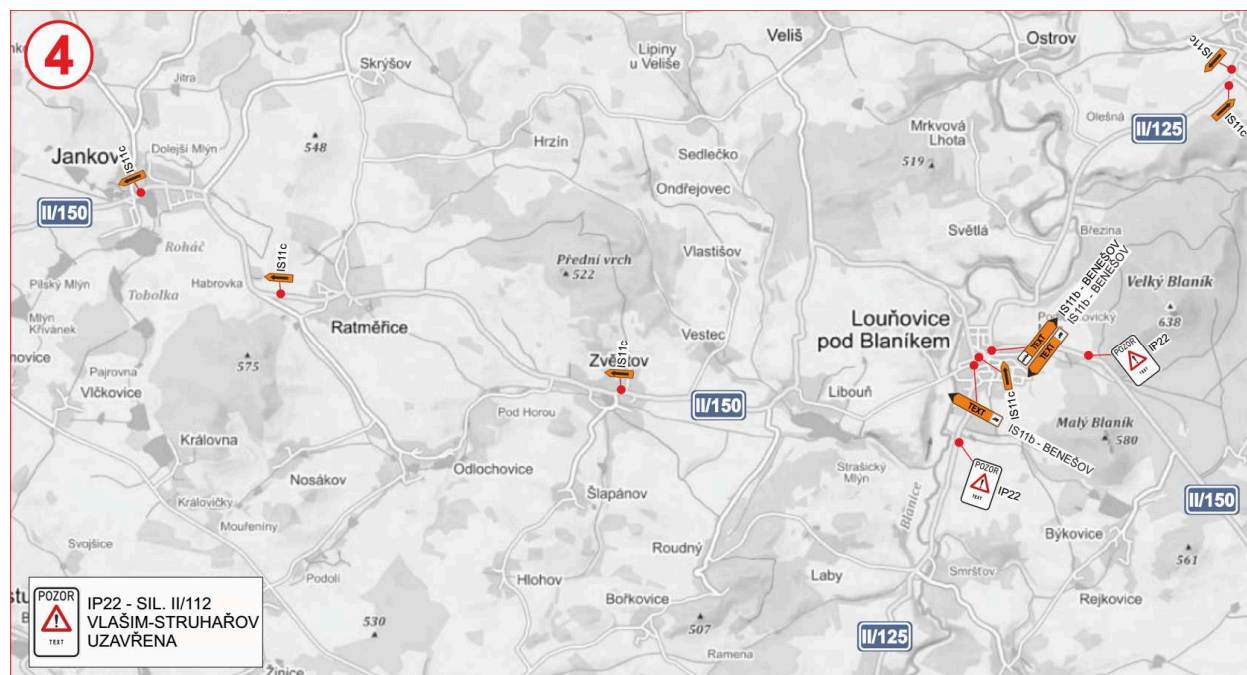 4
Skrýšov
Jitra
Lipiny
u Veliše
Veliš
Ostrov
IS11c
IS11c
Olešná
II/125
Jankov
IS11c
Dolejší Mlýn
548
Hrzín
Sedlečko
Ondřejovec
Mrkvová
Lhota
519
II/150
Roháč
Světlá
Březina
Pilský Mlýn
Tobolka
Habrovka
IS11c
Přední vrch
522
Vlastišov
IS11b - BENEŠOV
IS11b - BENEŠOV
Velký Blaník
638
Mlýn
Křivánek
Ratměřice
Vestec
Louňovice
pod Blaníkem
TEXT
TEXT
POZOR
TEXT
IP22
575
Zvěstov
IS11c
Pajrovna
Vlčkovice
Pod Horou
II/150
Libouň
IS11c
TEXT
IS11b - BENEŠOV
Malý Blaník
580
Královna
Nosákov
Odlochovice
Strašický
Mlýn
POZOR
TEXT
IP22
II/150
Královičky
Mouřeniny
Šlapánov
Blanice
Býkovice
Svojšice
Podolí
Roudný
561
Hlohov
Laby
Smršťov
Bořkovice
Rejkovice
530
507
Ramena
II/125
POZOR
TEXT
IP22 - SIL. II/112
VLAŠIM-STRUHAŘOV
UZAVŘENA